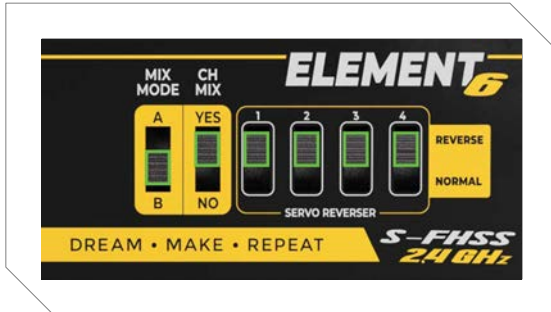 ELEMENT 6
MIX MODE
CH MIX
A
YES
1 2 3 4
REVERSE
NORMAL
B
NO
SERVO REVERSER
DREAM • MAKE • REPEAT
S-FHSS
2,4 GHz